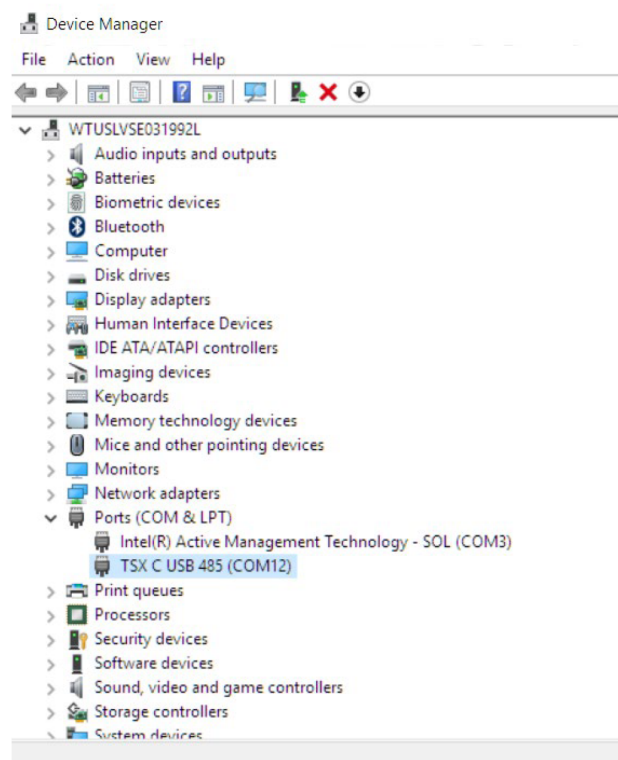 Device Manager
File Action View Help
WTUSLVSE031992L
Audio inputs and outputs
Batteries
Biometric devices
Bluetooth
Computer
Disk drives
Display adapters
Human Interface Devices
IDE ATA/ATAPI controllers
Imaging devices
Keyboards
Memory technology devices
Mice and other pointing devices
Monitors
Network adapters
Ports (COM & LPT)
Intel(R) Active Management Technology - SOL (COM3)
TSX C USB 485 (COM12)
Print queues
Processors
Security devices
Software devices
Sound, video and game controllers
Storage controllers
System devices